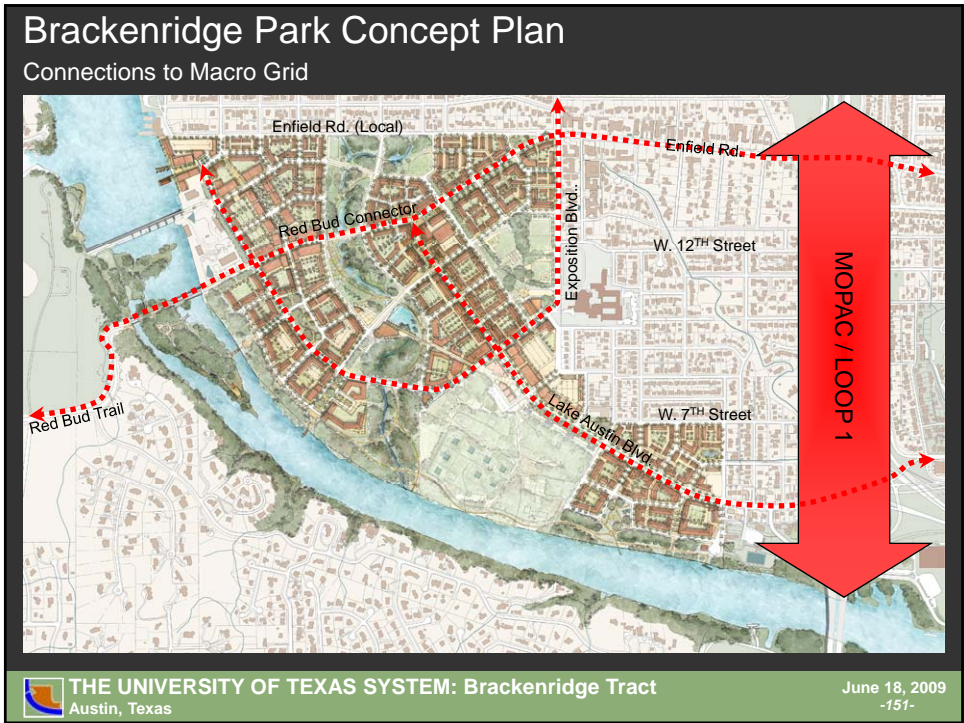 Brackenridge Park Concept Plan
Connections to Macro Grid
Enfield Rd. (Local)
Enfield Rd.
Red Bud Connector
Exposition Blvd..
W. 12TH Street
MOPAC / LOOP 1
Red Bud Trail
Lake Austin Blvd.
W. 7TH Street
THE UNIVERSITY OF TEXAS SYSTEM: Brackenridge Tract
Austin, Texas
June 18, 2009
-151-